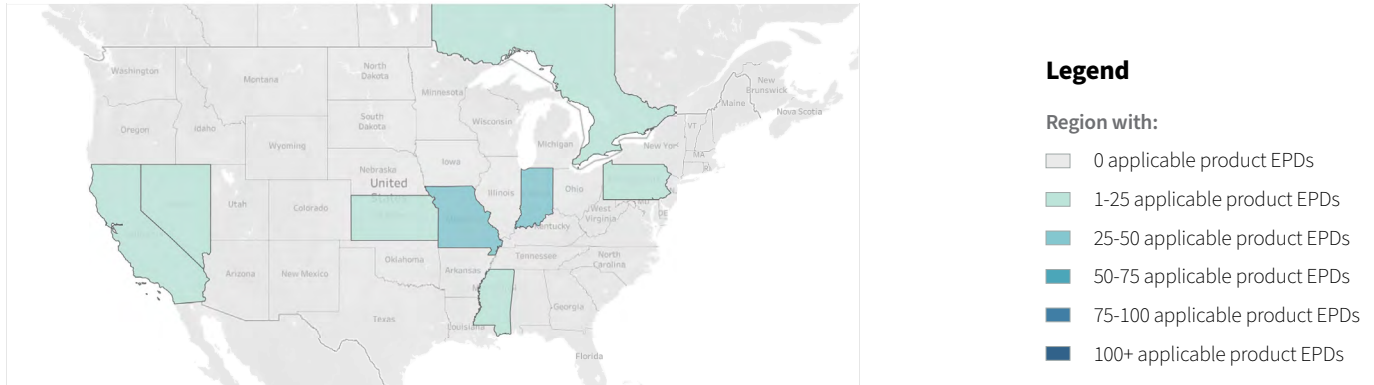 Washington
Montana
North
Dakota
Minnesota
Oregon
Idaho
South
Dakota
Wisconsin
Wyoming
Michigan
New York
VT
Maine
New
Brunswick
Nova Scotia
MA
RI
Iowa
Nebraska
United
Illinois
Ohio
Utah
Colorado
West
Virginia
MD
DE
Kentucky
Arizona
New Mexico
Oklahoma
Arkansas
Tennessee
North
Carolina
Texas
Louisiana
Georgia
Florida
Legend
Region with:
0 applicable product EPDs
1-25 applicable product EPDs
25-50 applicable product EPDs
50-75 applicable product EPDs
75-100 applicable product EPDs
100+ applicable product EPDs